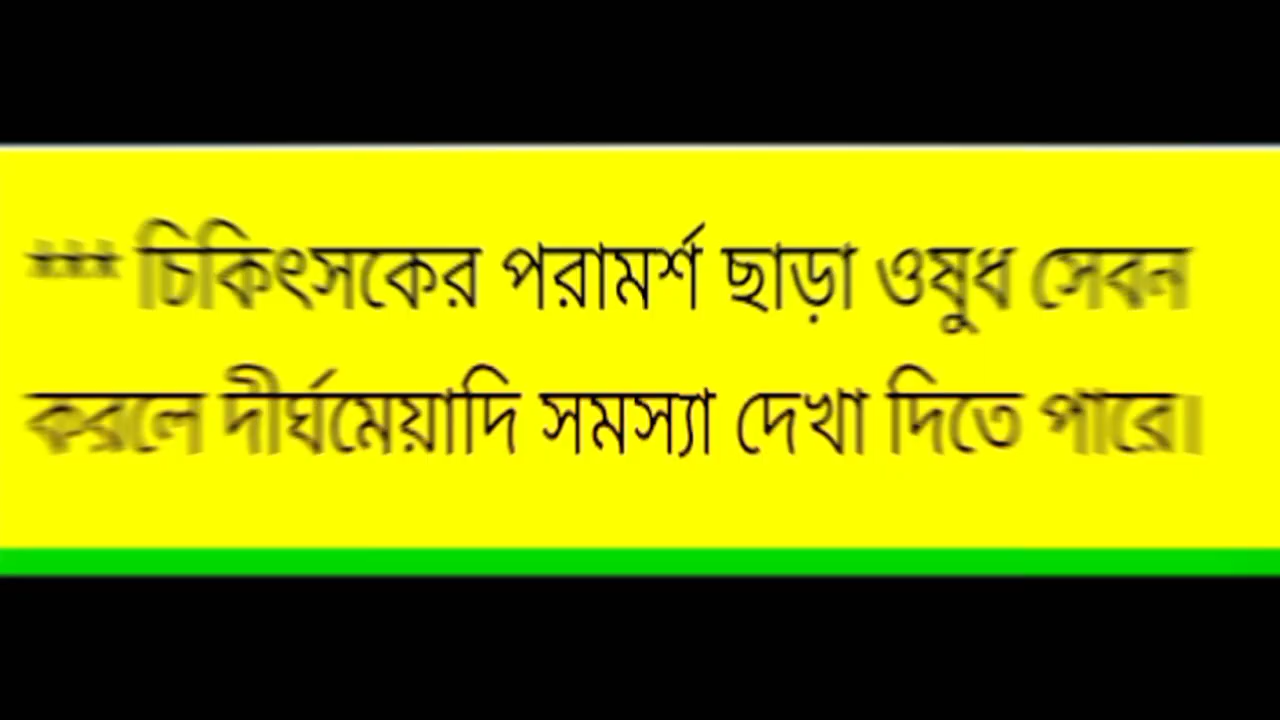 *** চিকিৎসকের পরামর্শ ছাড়া ওষুধ সেবন
করলে দীর্ঘমেয়াদি সমস্যা দেখা দিতে পারে।